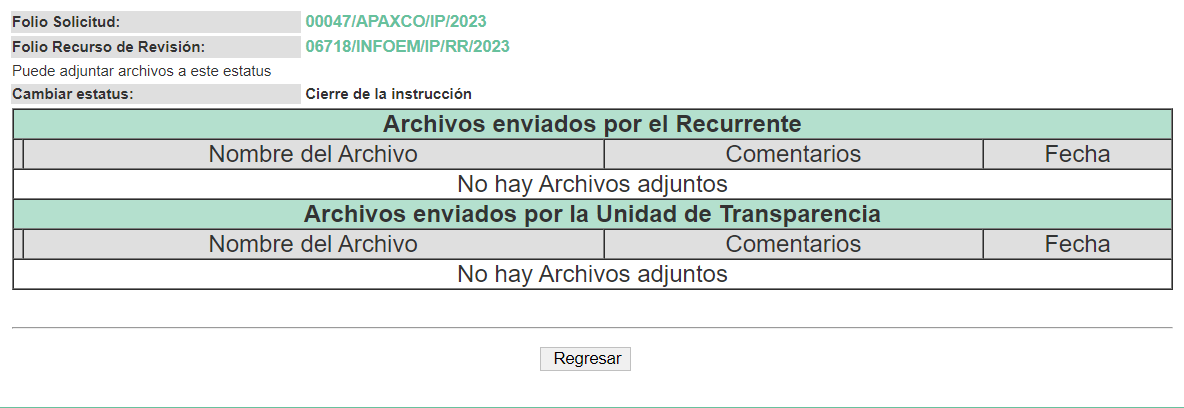 Folio Solicitud: 00047/APAXCO/IP/2023
Folio Recurso de Revisión: 06718/INFOEM/IP/RR/2023
Puede adjuntar archivos a este estatus
Cambiar estatus: Cierre de la instrucción
Archivos enviados por el Recurrente
Nombre del Archivo Comentarios Fecha
No hay Archivos adjuntos
Archivos enviados por la Unidad de Transparencia
Nombre del Archivo Comentarios Fecha
No hay Archivos adjuntos
Regresar